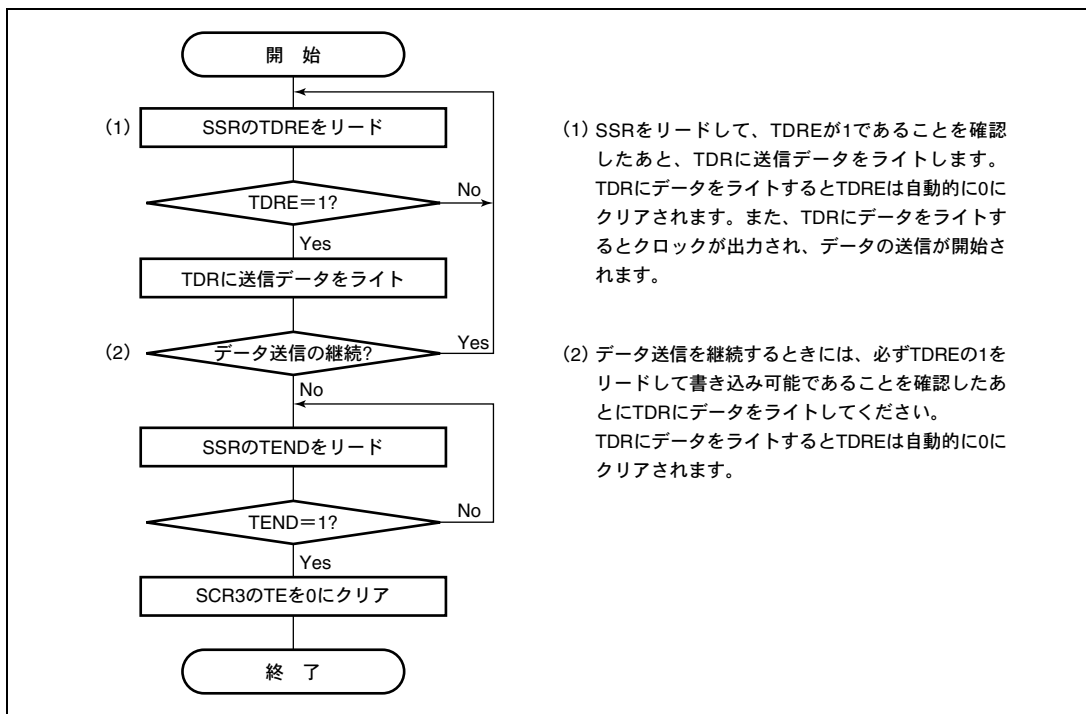 開 始
(1) SSRのTDREをリード
TDRE=1?
No
Yes
TDRに送信データをライト
(2) データ送信の継続?
Yes
No
SSRのTENDをリード
TEND=1?
No
Yes
SCR3のTEを0にクリア
終 了
(1) SSRをリードして、TDREが1であることを確認
したあと、TDRに送信データをライトします。
TDRにデータをライトするとTDREは自動的に0に
クリアされます。また、TDRにデータをライトす
るとクロックが出力され、データの送信が開始さ
れます。
(2) データ送信を継続するときには、必ずTDREの1を
リードして書き込み可能であることを確認したあ
とにTDRにデータをライトしてください。
TDRにデータをライトするとTDREは自動的に0に
クリアされます。